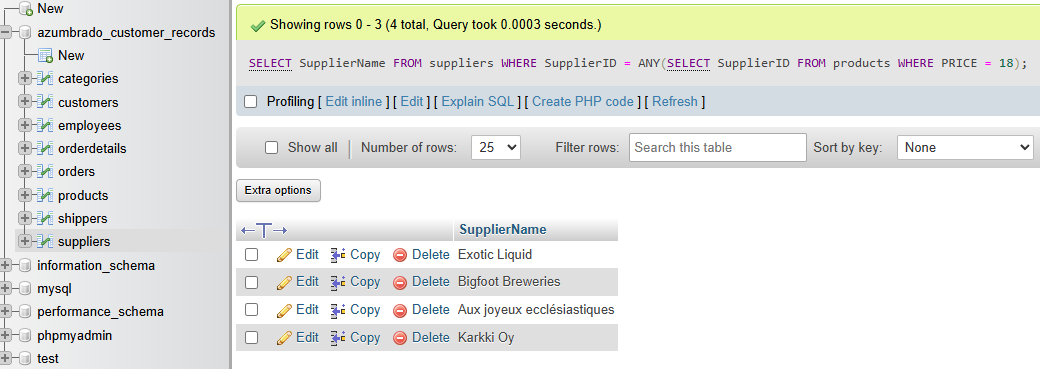 New
azumbrado_customer_records
New
categories
customers
employees
orderdetails
orders
products
shippers
suppliers
information_schema
mysql
performance_schema
phpmyadmin
test
Showing rows 0 - 3 (4 total, Query took 0.0003 seconds.)
SELECT SupplierName FROM suppliers WHERE SupplierID = ANY(SELECT SupplierID FROM products WHERE PRICE = 18);
Profiling [ Edit inline ] [ Edit ] [ Explain SQL ] [ Create PHP code ] [ Refresh ]
Show all | Number of rows: 25 Filter rows: Search this table Sort by key: None
Extra options
←T→ SupplierName
Edit Copy Delete Exotic Liquid
Edit Copy Delete Bigfoot Breweries
Edit Copy Delete Aux joyeux ecclésiastiques
Edit Copy Delete Karkki Oy